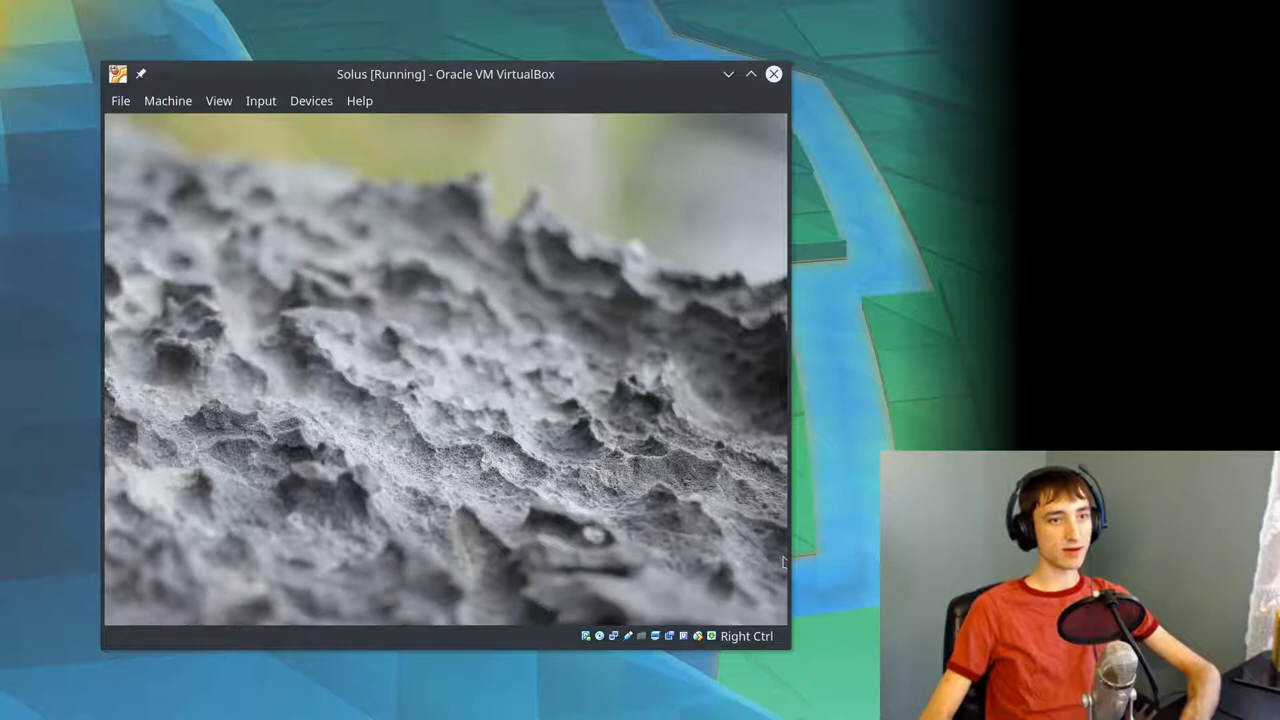 Solus [Running] - Oracle VM VirtualBox
File Machine View Input Devices Help
Right Ctrl